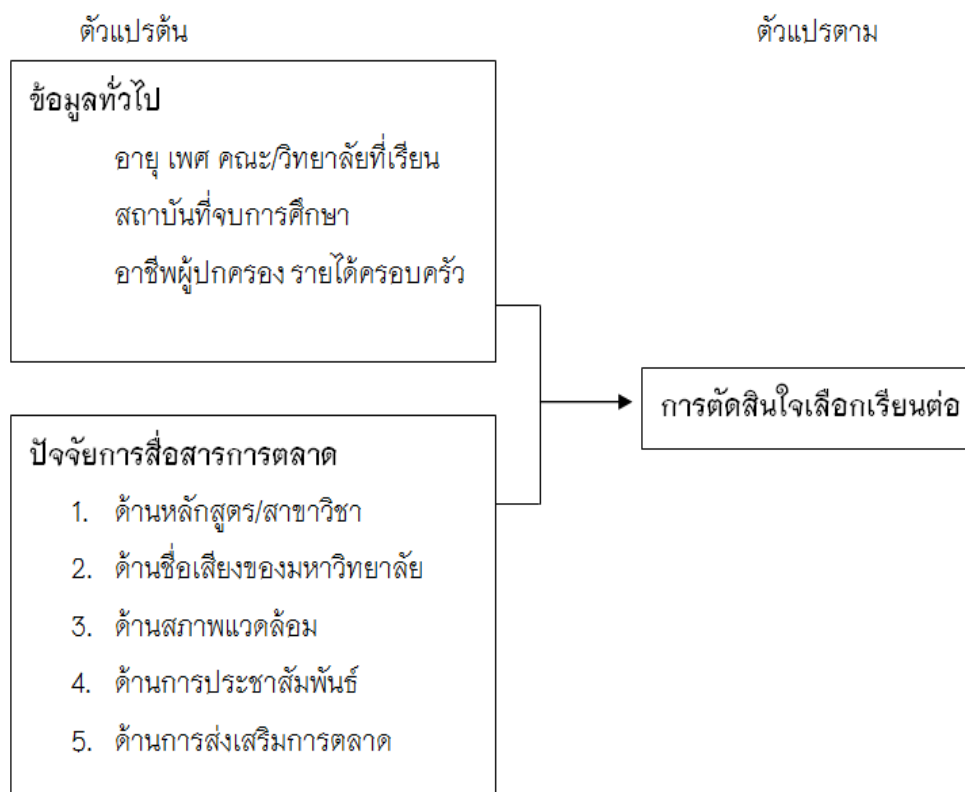 ตัวแปรต้น
ตัวแปรตาม
ข้อมูลทั่วไป
อายุ เพศ คณะ/วิทยาลัยที่เรียน
สถาบันที่จบการศึกษา
อาชีพผู้ปกครอง รายได้ครอบครัว
การตัดสินใจเลือกเรียนต่อ
ปัจจัยการสื่อสารการตลาด
1. ด้านหลักสูตร/สาขาวิชา
2. ด้านชื่อเสียงของมหาวิทยาลัย
3. ด้านสภาพแวดล้อม
4. ด้านการประชาสัมพันธ์
5. ด้านการส่งเสริมการตลาด